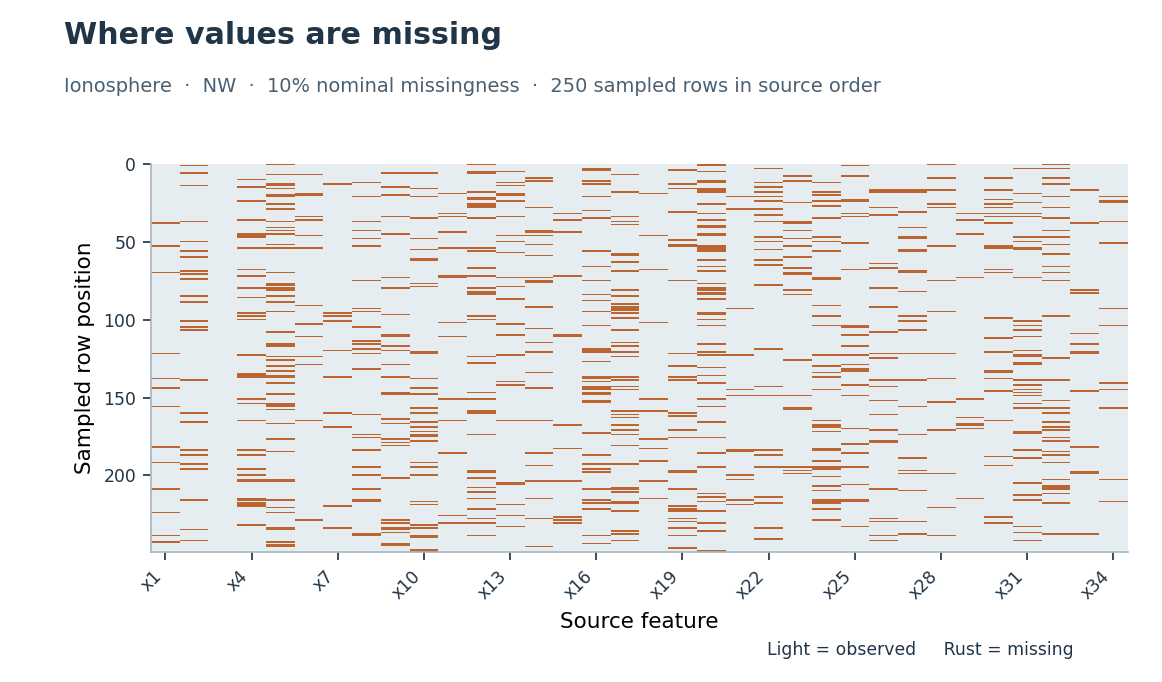 Where values are missing
Ionosphere · NW · 10% nominal missingness · 250 sampled rows in source order
0
50
100
150
200
Sampled row position
x1 x4 x7 x10 x13 x16 x19 x22 x25 x28 x31 x34
Source feature
Light = observed Rust = missing